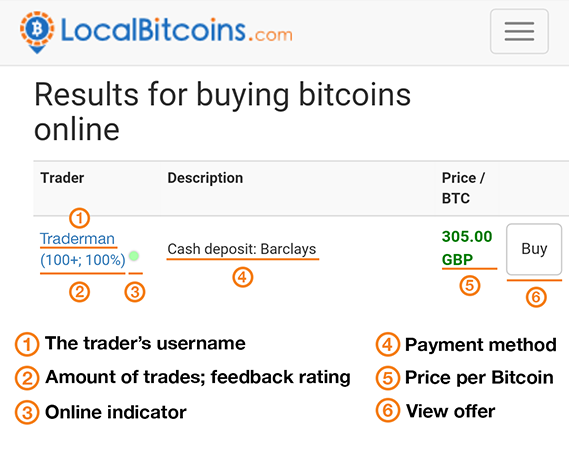 LocalBitcoins.com
Results for buying bitcoins
online
Trader Description Price /
BTC
1
Traderman
(100+; 100%)
2
3
Cash deposit: Barclays
4
305.00
GBP
5
Buy
6
1 The trader's username
2 Amount of trades; feedback rating
3 Online indicator
4 Payment method
5 Price per Bitcoin
6 View offer